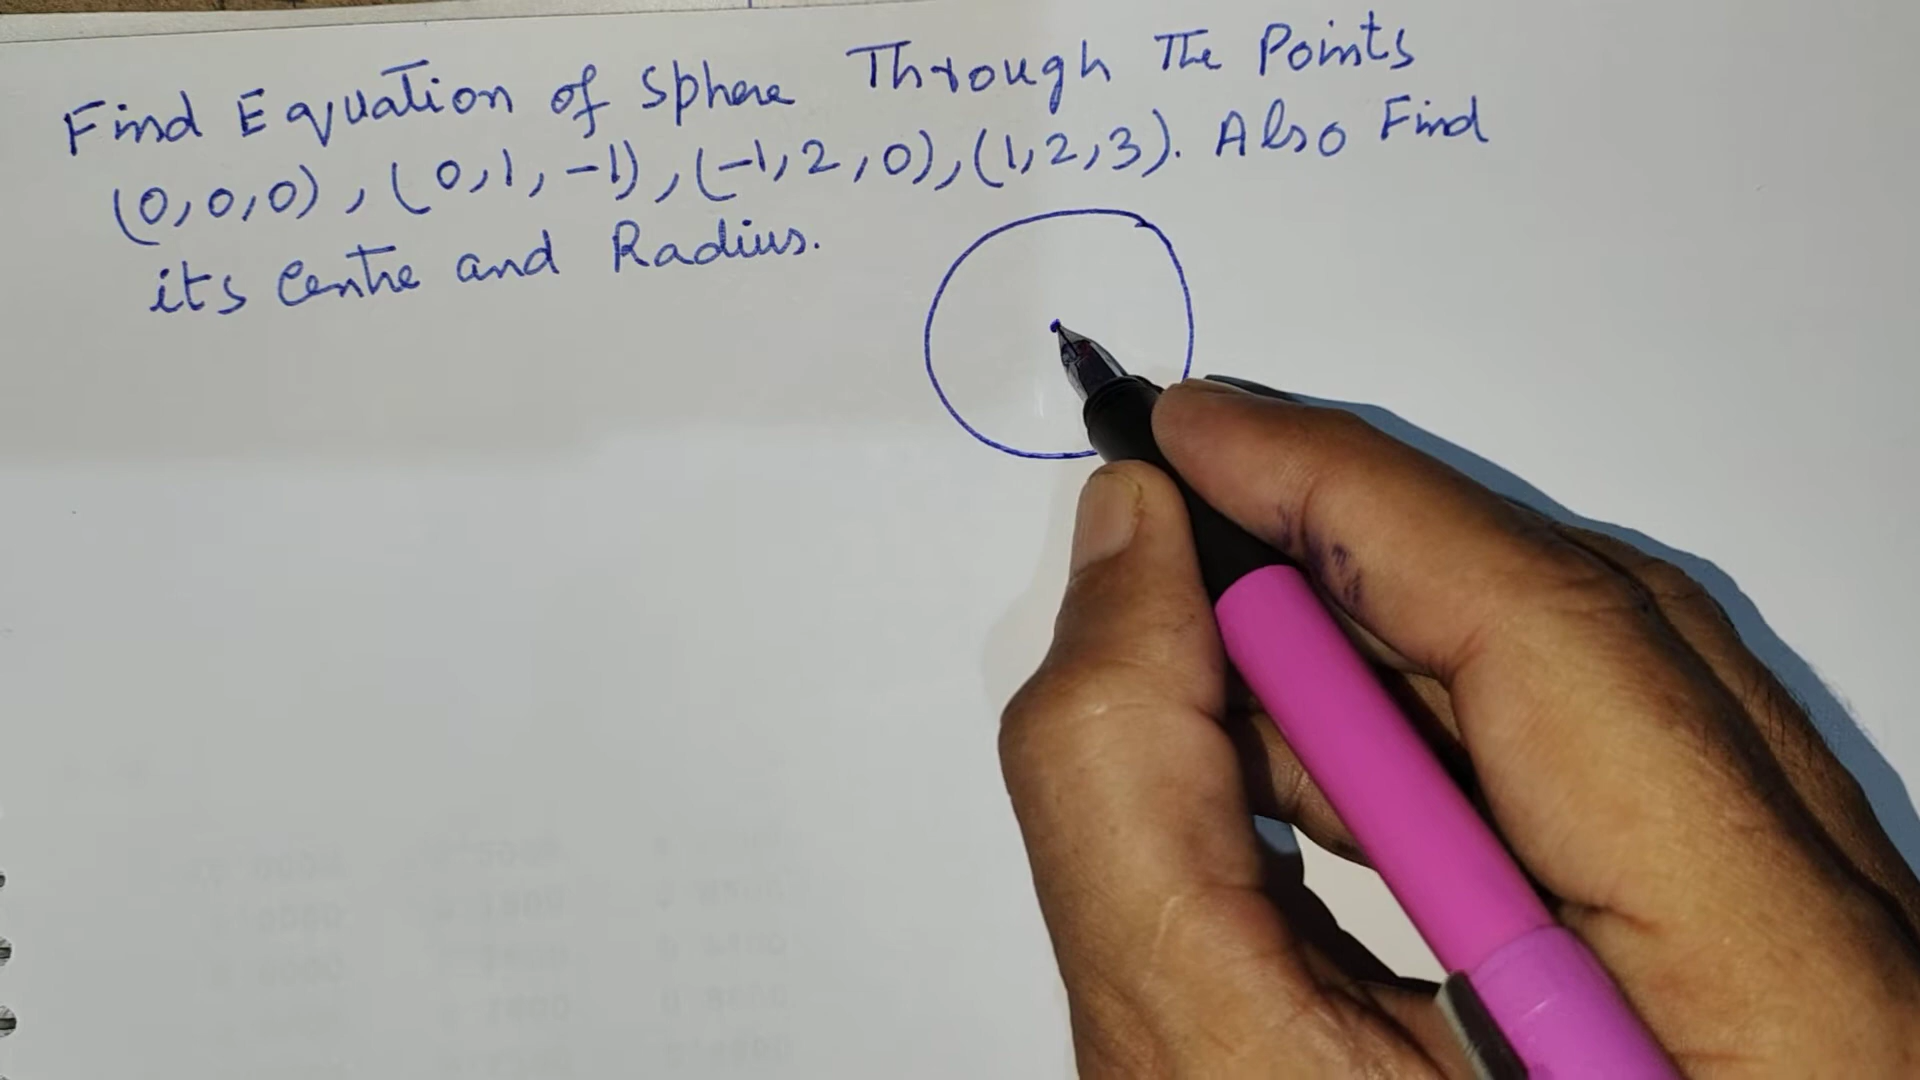 Find Equation of Sphere Through The Points
(0,0,0), (0,1,-1), (-1,2,0), (1,2,3). Also Find
its Centre and Radius.